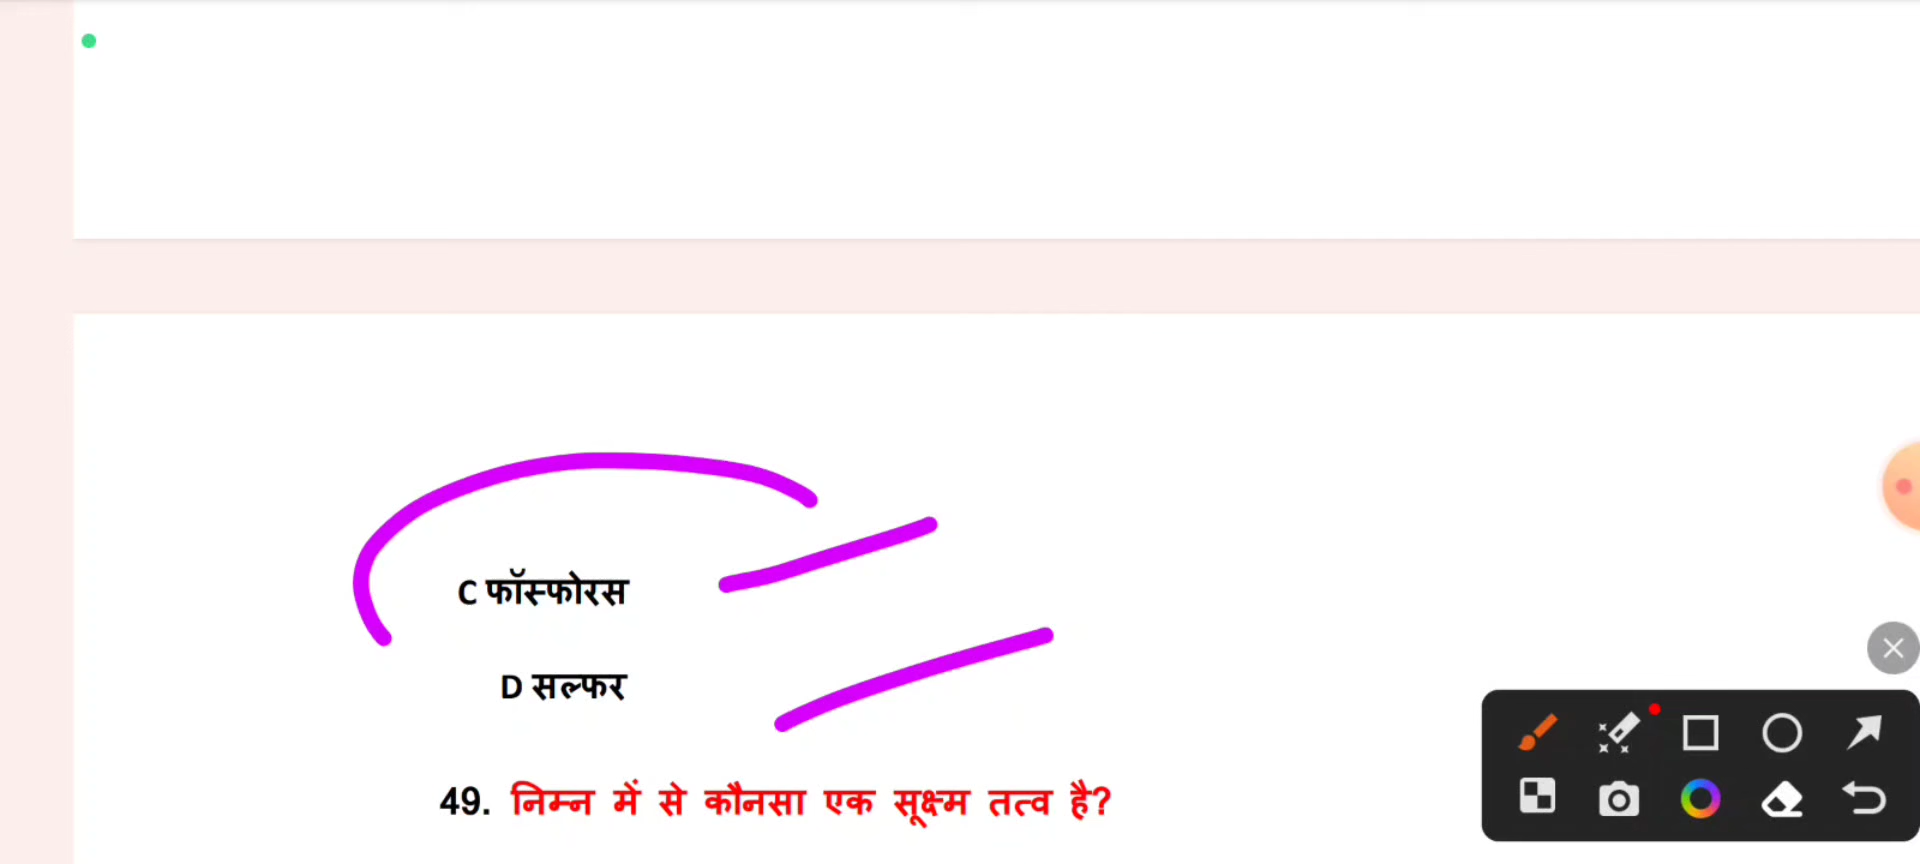 C फॉस्फोरस
D सल्फर
49. निम्न में से कौनसा एक सूक्ष्म तत्व है?